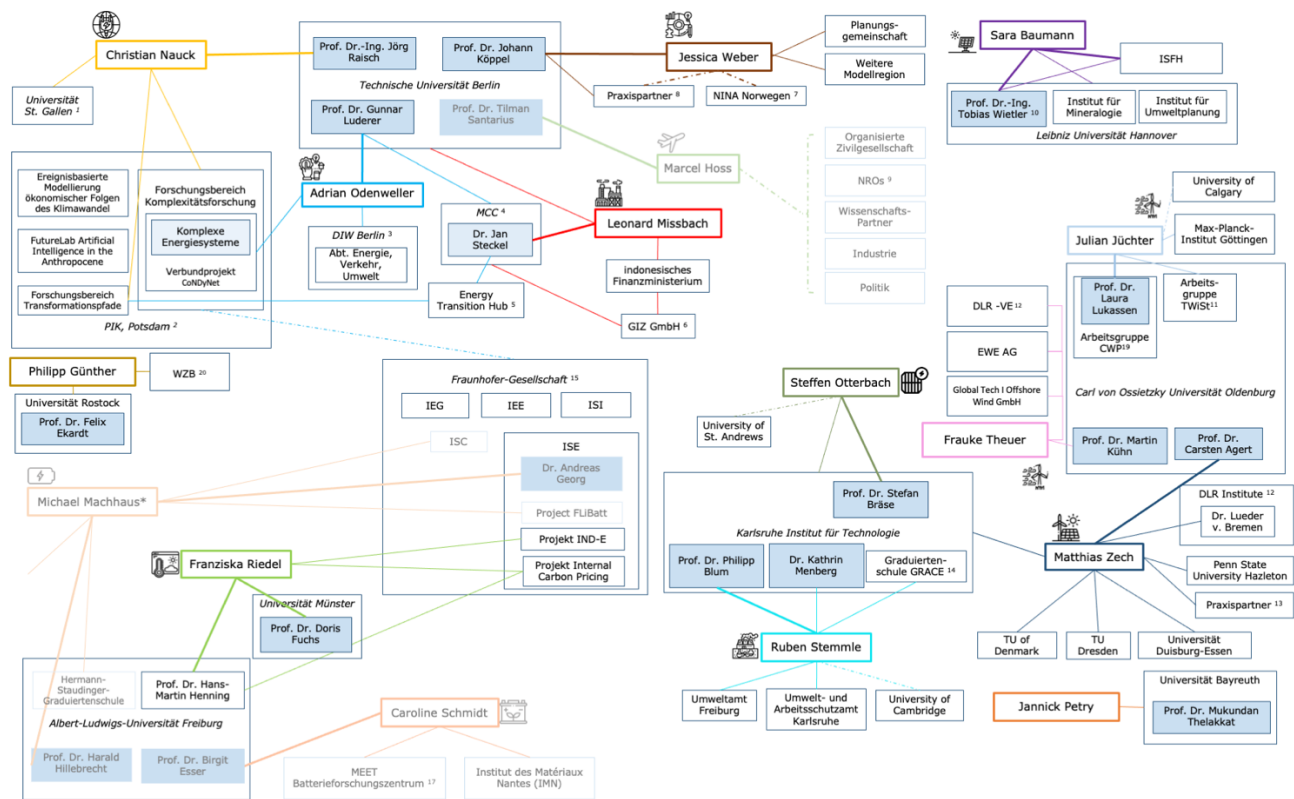 Christian Nauck
Universität
St. Gallen ¹
Prof. Dr.-Ing. Jörg
Raisch
Prof. Dr. Johann
Köppel
Technische Universität Berlin
Prof. Dr. Gunnar
Luderer
Prof. Dr. Tilman
Santarius
Jessica Weber
Planungs-
gemeinschaft
Weitere
Modellregion
Praxispartner ⁸
NINA Norwegen ⁷
Sara Baumann
ISFH
Prof. Dr.-Ing.
Tobias Wietler ¹⁰
Institut für
Mineralogie
Institut für
Umweltplanung
Leibniz Universität Hannover
Marcel Hoss
Organisierte
Zivilgesellschaft
NROs ⁹
Wissenschafts-
Partner
Industrie
Politik
Ereignisbasierte
Modellierung
ökonomischer Folgen
des Klimawandel
FutureLab Artificial
Intelligence in the
Anthropocene
Forschungsbereich
Transformationspfade
Forschungsbereich
Komplexitätsforschung
Komplexe
Energiesysteme
Verbundprojekt
CoNDyNet
PIK, Potsdam ²
Adrian Odenweller
DIW Berlin ³
Abt. Energie,
Verkehr,
Umwelt
MCC ⁴
Dr. Jan
Steckel
Energy
Transition Hub ⁵
Leonard Missbach
indonesisches
Finanzministerium
GIZ GmbH ⁶
University of
Calgary
Julian Jüchter
Max-Planck-
Institut Göttingen
Prof. Dr.
Laura
Lukassen
Arbeitsgruppe
CWP¹⁹
Arbeits-
gruppe
TWiSt¹¹
Carl von Ossietzky Universität Oldenburg
DLR -VE ¹²
EWE AG
Global Tech I Offshore
Wind GmbH
Frauke Theuer
Prof. Dr. Martin
Kühn
Prof. Dr.
Carsten Agert
Philipp Günther
WZB ²⁰
Universität Rostock
Prof. Dr. Felix
Ekardt
Fraunhofer-Gesellschaft ¹⁵
IEG
IEE
ISI
ISC
ISE
Dr. Andreas
Georg
Project FLiBatt
Projekt IND-E
Projekt Internal
Carbon Pricing
Steffen Otterbach
University of
St. Andrews
Prof. Dr. Stefan
Bräse
Karlsruhe Institut für Technologie
Prof. Dr. Philipp
Blum
Dr. Kathrin
Menberg
Graduierten-
schule GRACE ¹⁴
Michael Machhaus*
Franziska Riedel
Universität Münster
Prof. Dr. Doris
Fuchs
Hermann-
Staudinger-
Graduiertenschule
Prof. Dr. Hans-
Martin Henning
Albert-Ludwigs-Universität Freiburg
Prof. Dr. Harald
Hillebrecht
Prof. Dr. Birgit
Esser
Caroline Schmidt
MEET
Batterieforschungszentrum ¹⁷
Institut des Matériaux
Nantes (IMN)
Ruben Stemmle
Umweltamt
Freiburg
Umwelt- und
Arbeitsschutzamt
Karlsruhe
University of
Cambridge
Matthias Zech
DLR Institute ¹²
Dr. Lueder
v. Bremen
Penn State
University Hazleton
Praxispartner ¹³
TU of
Denmark
TU
Dresden
Universität
Duisburg-Essen
Jannick Petry
Universität Bayreuth
Prof. Dr. Mukundan
Thelakkat